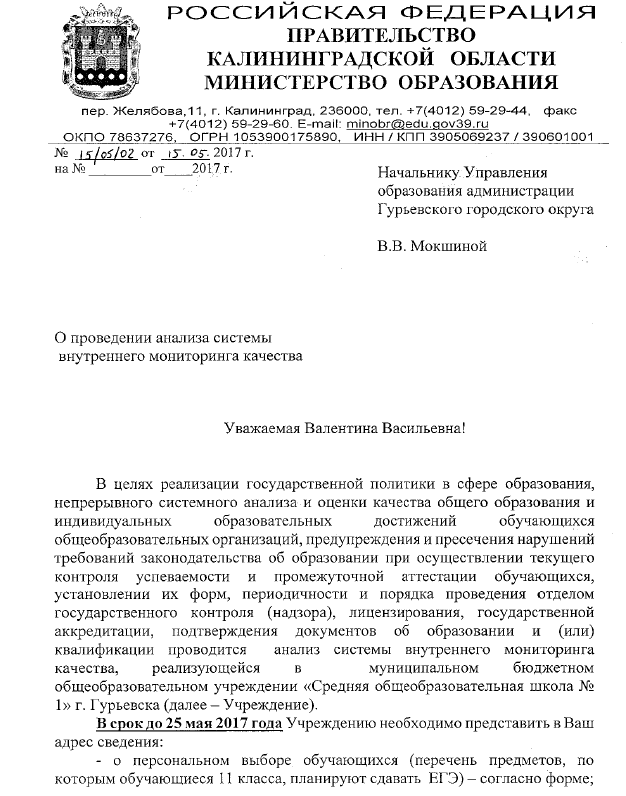 РОССИЙСКАЯ ФЕДЕРАЦИЯ
ПРАВИТЕЛЬСТВО
КАЛИНИНГРАДСКОЙ ОБЛАСТИ
МИНИСТЕРСТВО ОБРАЗОВАНИЯ
пер. Желябова,11, г. Калининград, 236000, тел. +7(4012) 59-29-44, факс
+7(4012) 59-29-60. E-mail: minobr@edu.gov39.ru
ОКПО 78637276, ОГРН 1053900175890, ИНН / КПП 3905069237 / 390601001
№ 15/05/02 от 15.05.2017 г.
на № __________от____2017 г.
Начальнику Управления
образования администрации
Гурьевского городского округа
В.В. Мокшиной
О проведении анализа системы
внутреннего мониторинга качества
Уважаемая Валентина Васильевна!
В целях реализации государственной политики в сфере образования,
непрерывного системного анализа и оценки качества общего образования и
индивидуальных образовательных достижений обучающихся
общеобразовательных организаций, предупреждения и пресечения нарушений
требований законодательства об образовании при осуществлении текущего
контроля успеваемости и промежуточной аттестации обучающихся,
установлении их форм, периодичности и порядка проведения отделом
государственного контроля (надзора), лицензирования, государственной
аккредитации, подтверждения документов об образовании и (или)
квалификации проводится анализ системы внутреннего мониторинга
качества, реализующейся в муниципальном бюджетном
общеобразовательном учреждении «Средняя общеобразовательная школа №
1» г. Гурьевска (далее – Учреждение).
В срок до 25 мая 2017 года Учреждению необходимо представить в Ваш
адрес сведения:
- о персональном выборе обучающихся (перечень предметов, по
которым обучающиеся 11 класса, планируют сдавать ЕГЭ) – согласно форме;